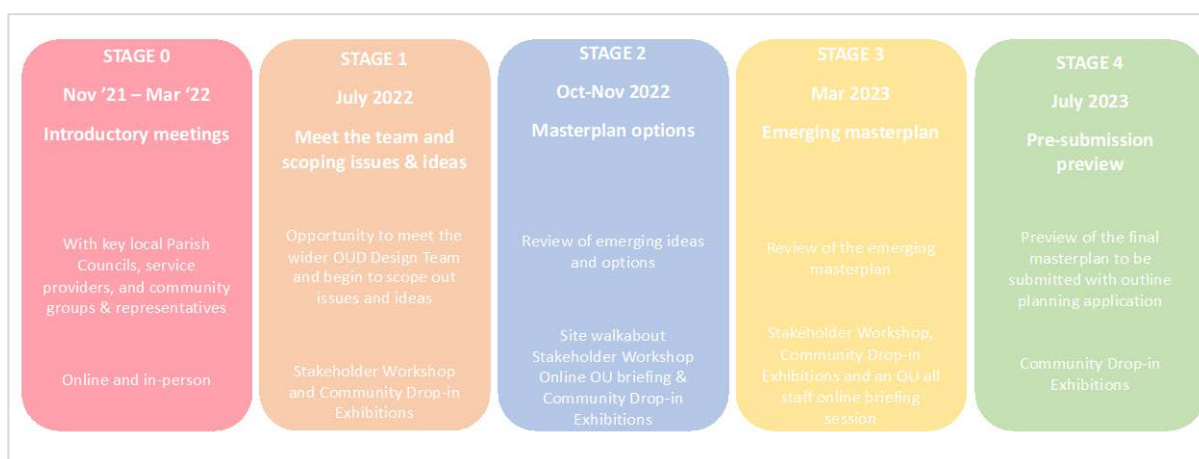 STAGE 0
Nov '21 – Mar '22
Introductory meetings
With key local Parish
Councils, service
providers, and community
groups & representatives
Online and in-person
STAGE 1
July 2022
Meet the team and
scoping issues & ideas
Opportunity to meet the
wider OUD Design Team
and begin to scope out
issues and ideas
Stakeholder Workshop
and Community Drop-in
Exhibitions
STAGE 2
Oct-Nov 2022
Masterplan options
Review of emerging ideas
and options
Site walkabout
Stakeholder Workshop
Online OU briefing &
Community Drop-in
Exhibitions
STAGE 3
Mar 2023
Emerging masterplan
Review of the emerging
masterplan
Stakeholder Workshop,
Community Drop-in
Exhibitions and an OU all
staff online briefing
session
STAGE 4
July 2023
Pre-submission
preview
Preview of the final
masterplan to be
submitted with outline
planning application
Community Drop-in
Exhibitions